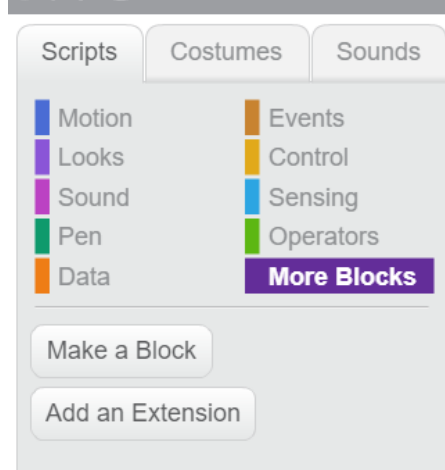 Scripts Costumes Sounds
Motion Events
Looks Control
Sound Sensing
Pen Operators
Data More Blocks
Make a Block
Add an Extension